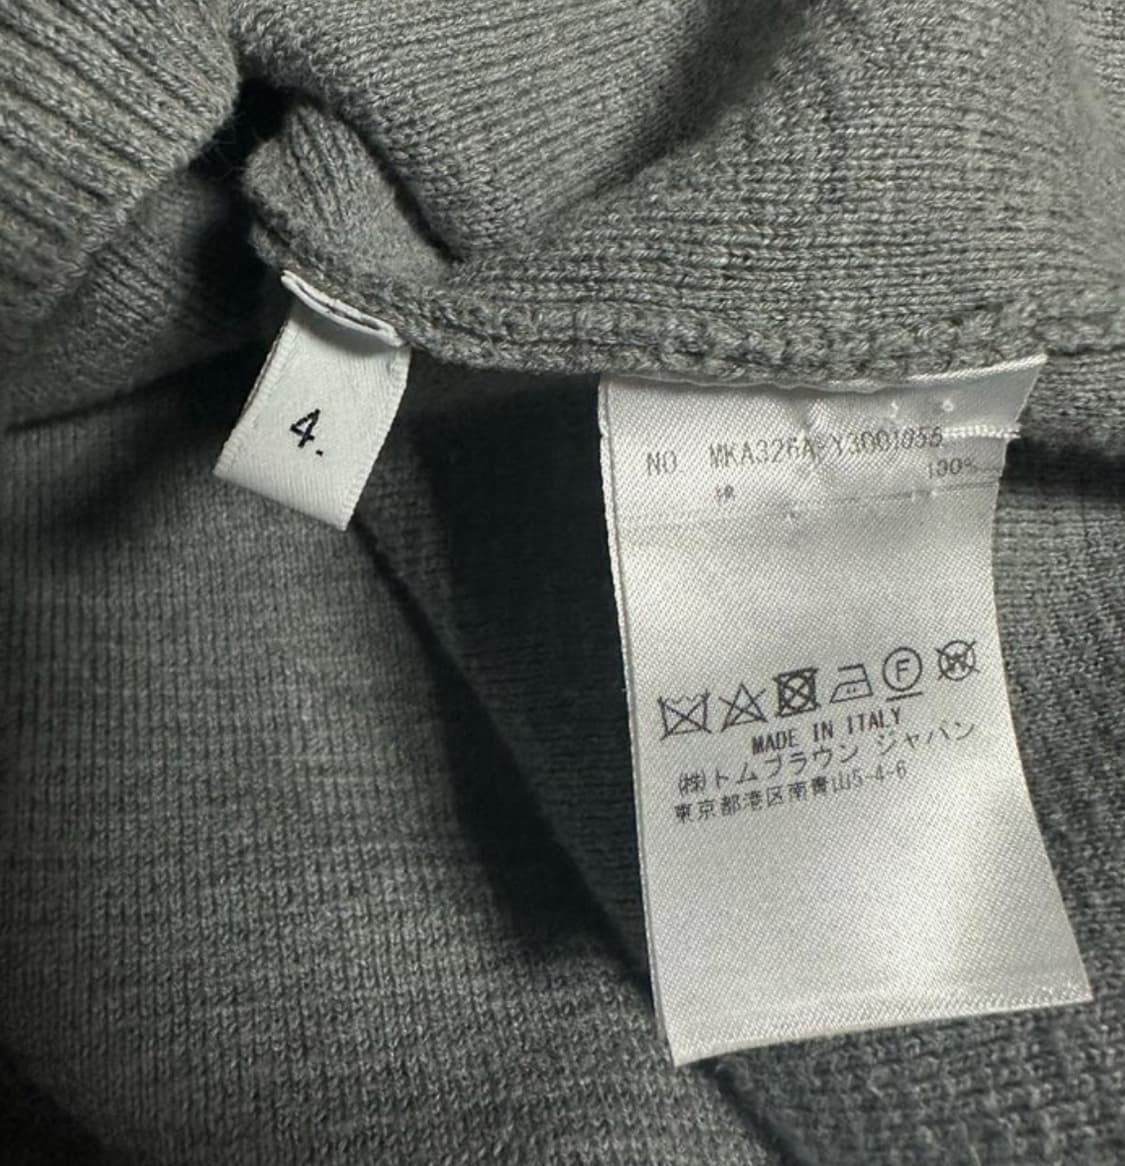 4.
NO MKA326A-Y3001055
綿 100%
F
W
MADE IN ITALY
㈱トムブラウン ジャパン
東京都港区南青山5-4-6